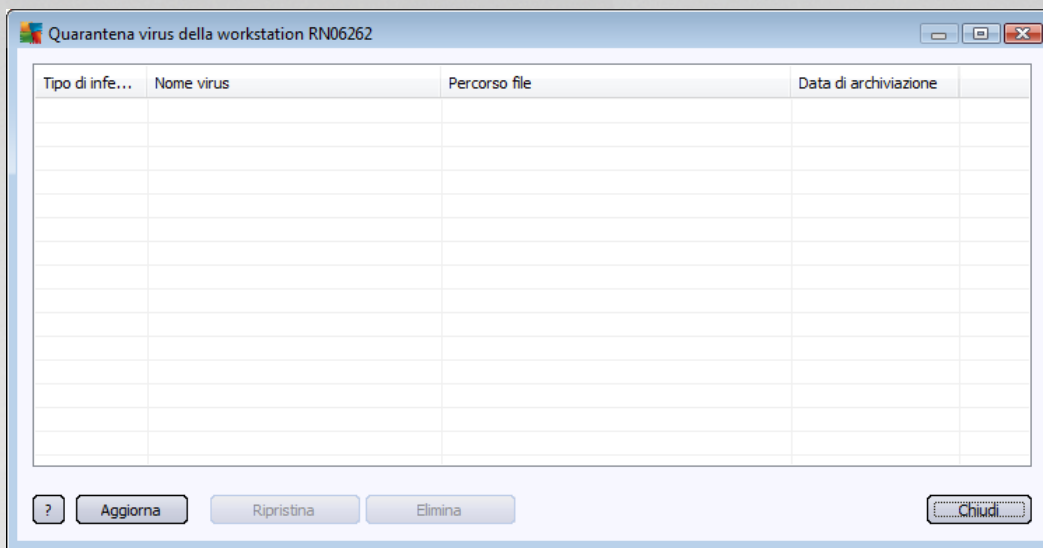 Quarantena virus della workstation RN06262
Tipo di infe... Nome virus Percorso file Data di archiviazione
? Aggiorna Ripristina Elimina Chiudi